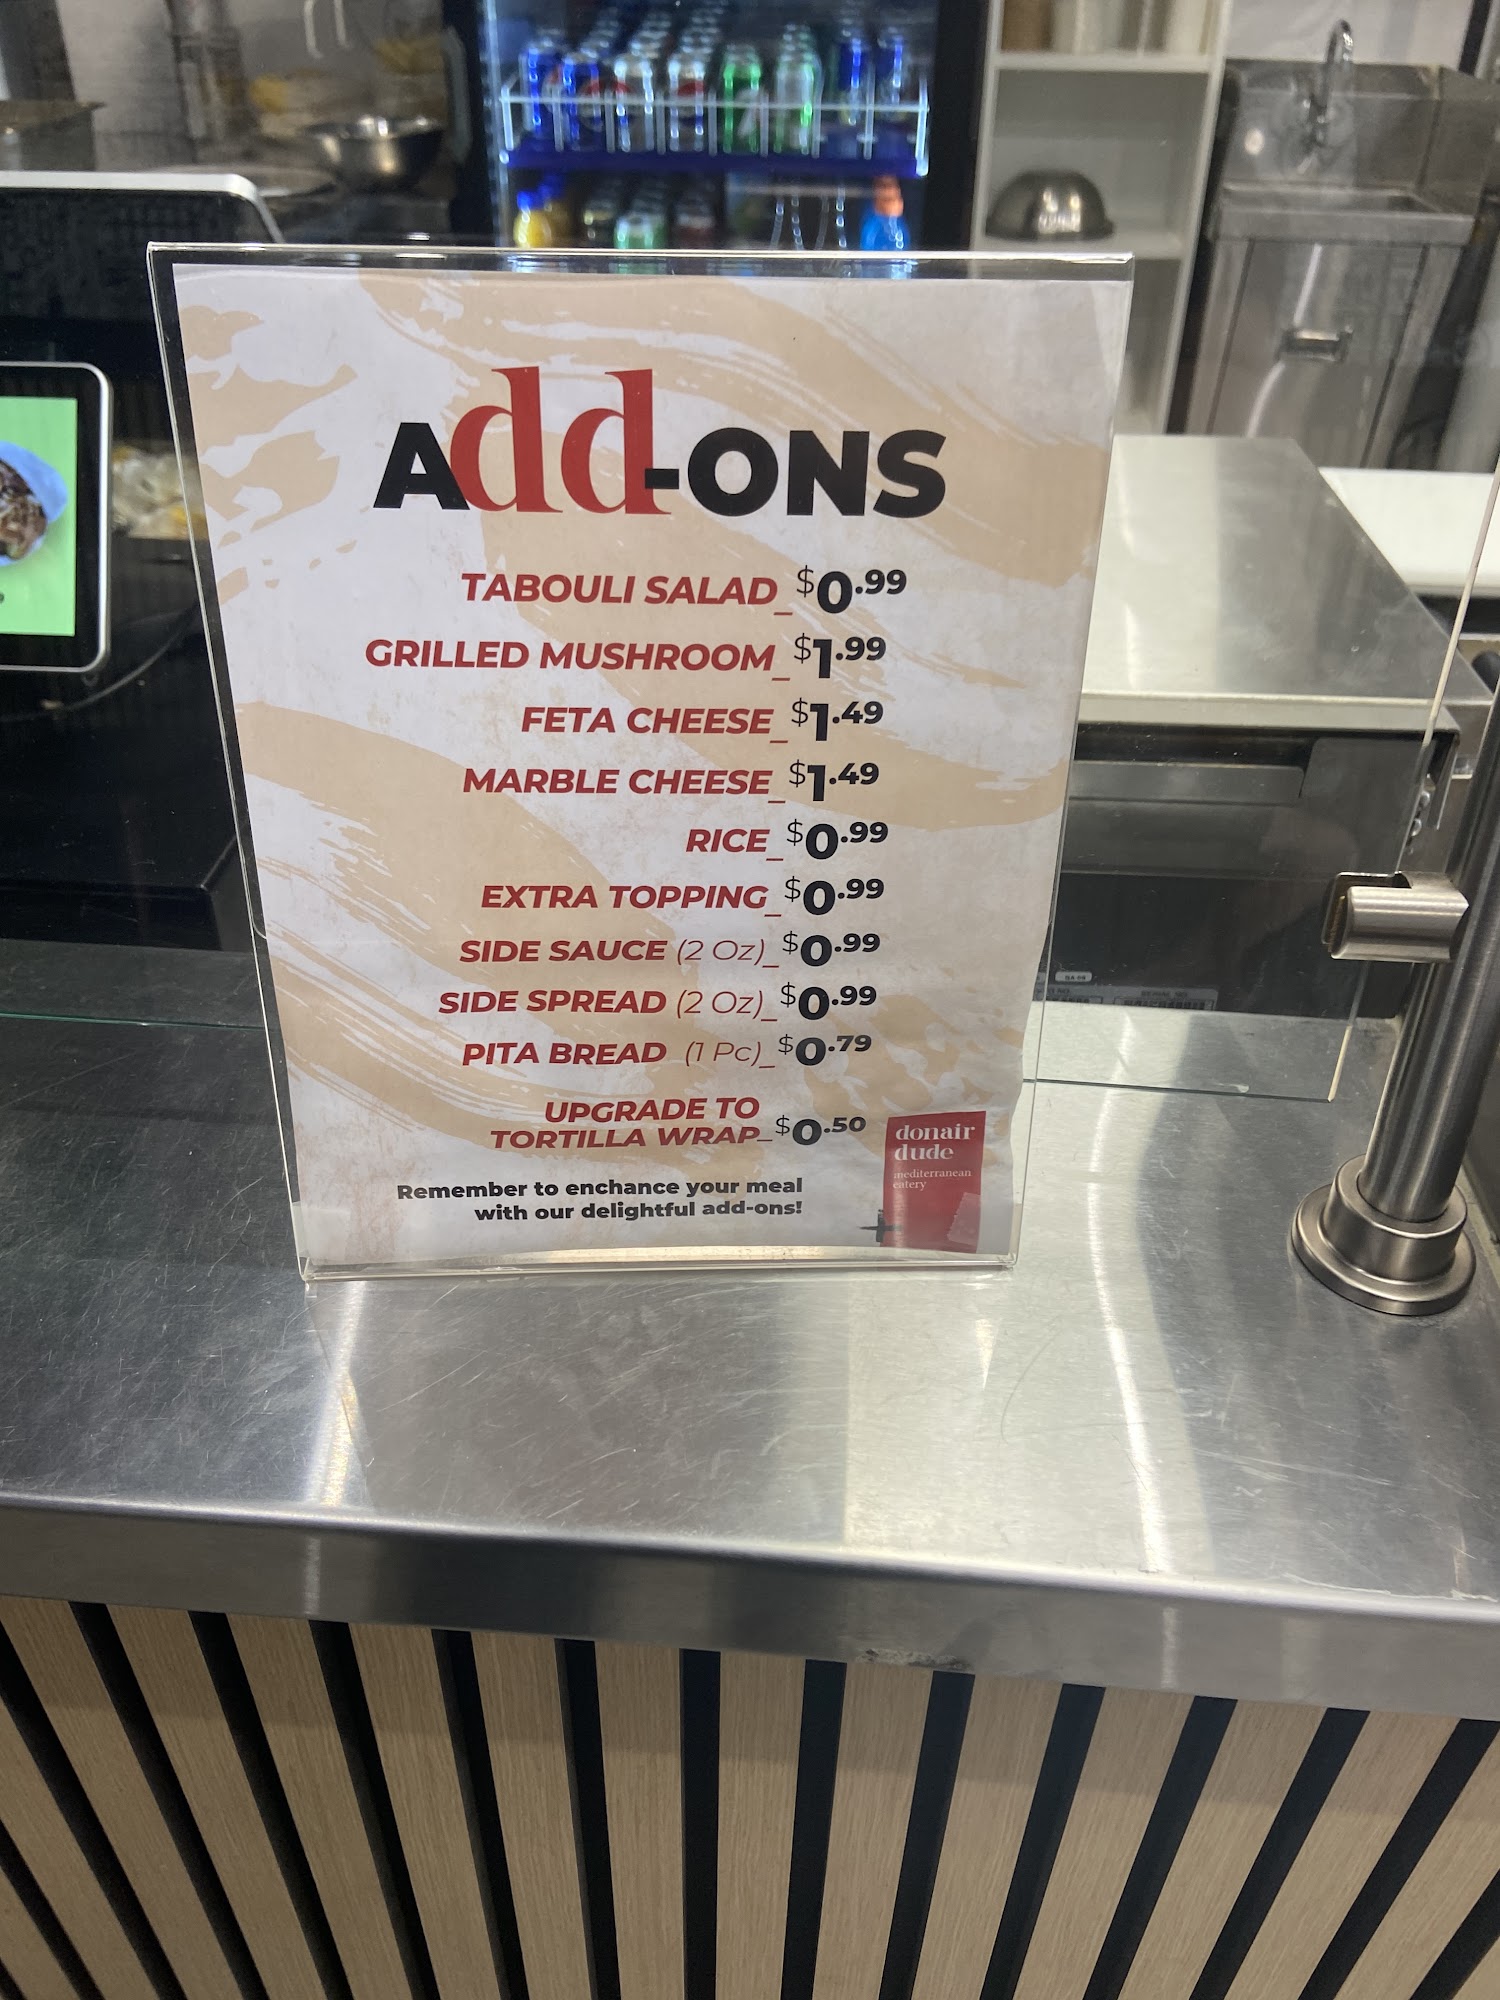 Add-ONS
TABOULI SALAD_ $0.99
GRILLED MUSHROOM_ $1.99
FETA CHEESE_ $1.49
MARBLE CHEESE_ $1.49
RICE_ $0.99
EXTRA TOPPING_ $0.99
SIDE SAUCE (2 Oz)_ $0.99
SIDE SPREAD (2 Oz)_ $0.99
PITA BREAD (1 Pc)_ $0.79
UPGRADE TO
TORTILLA WRAP_ $0.50
Remember to enchance your meal
with our delightful add-ons!
donair
dude
mediterranean
eatery